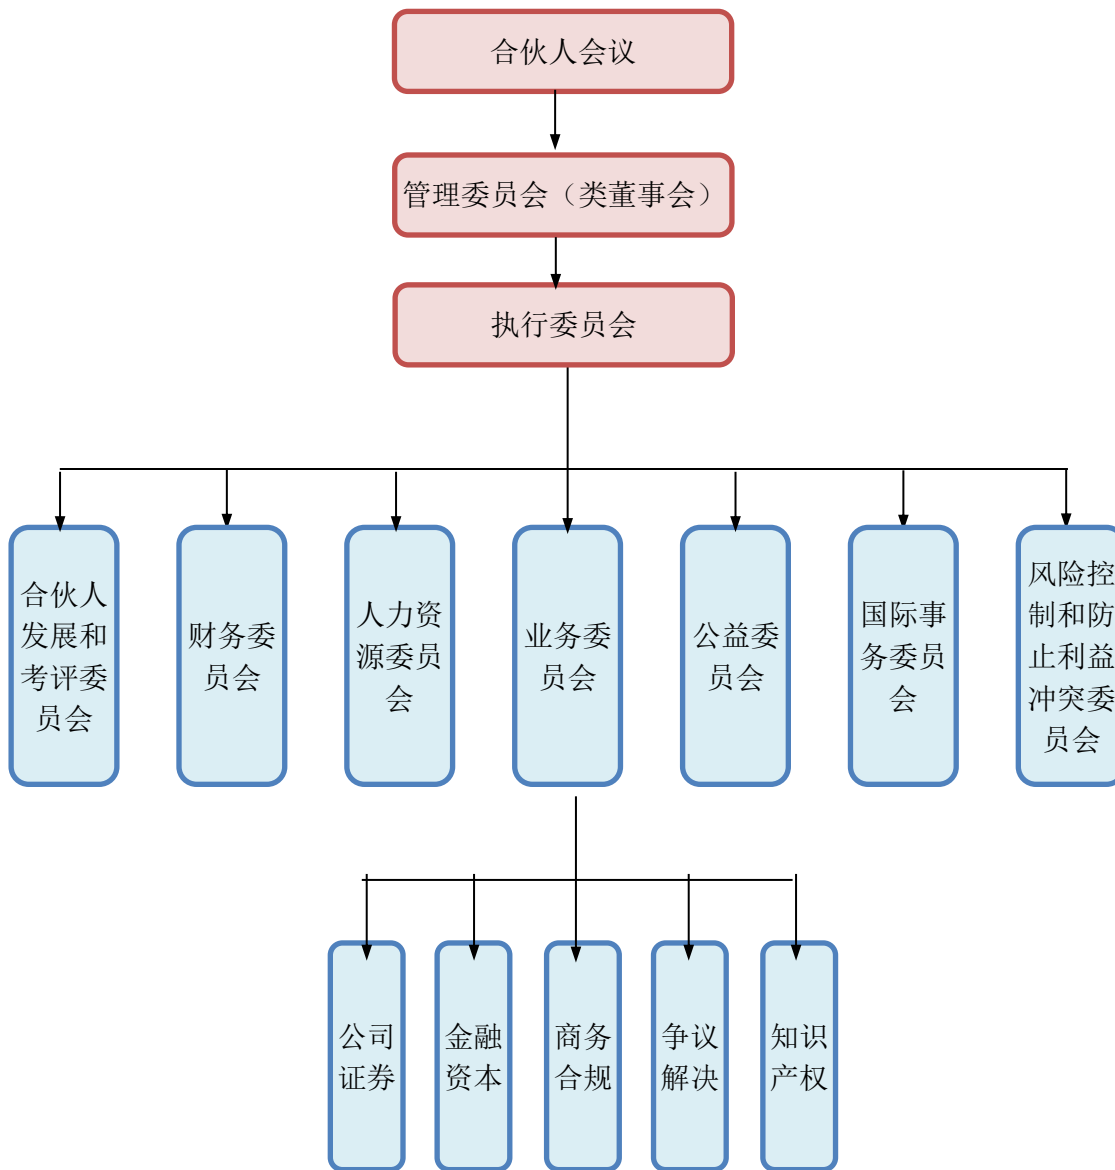 合伙人会议
管理委员会（类董事会）
执行委员会
合伙人
发展和
考评委
员会
财务委
员会
人力资
源委员
会
业务委
员会
公益委
员会
国际事
务委员
会
风险控
制和防
止利益
冲突委
员会
公司
证券
金融
资本
商务
合规
争议
解决
知识
产权